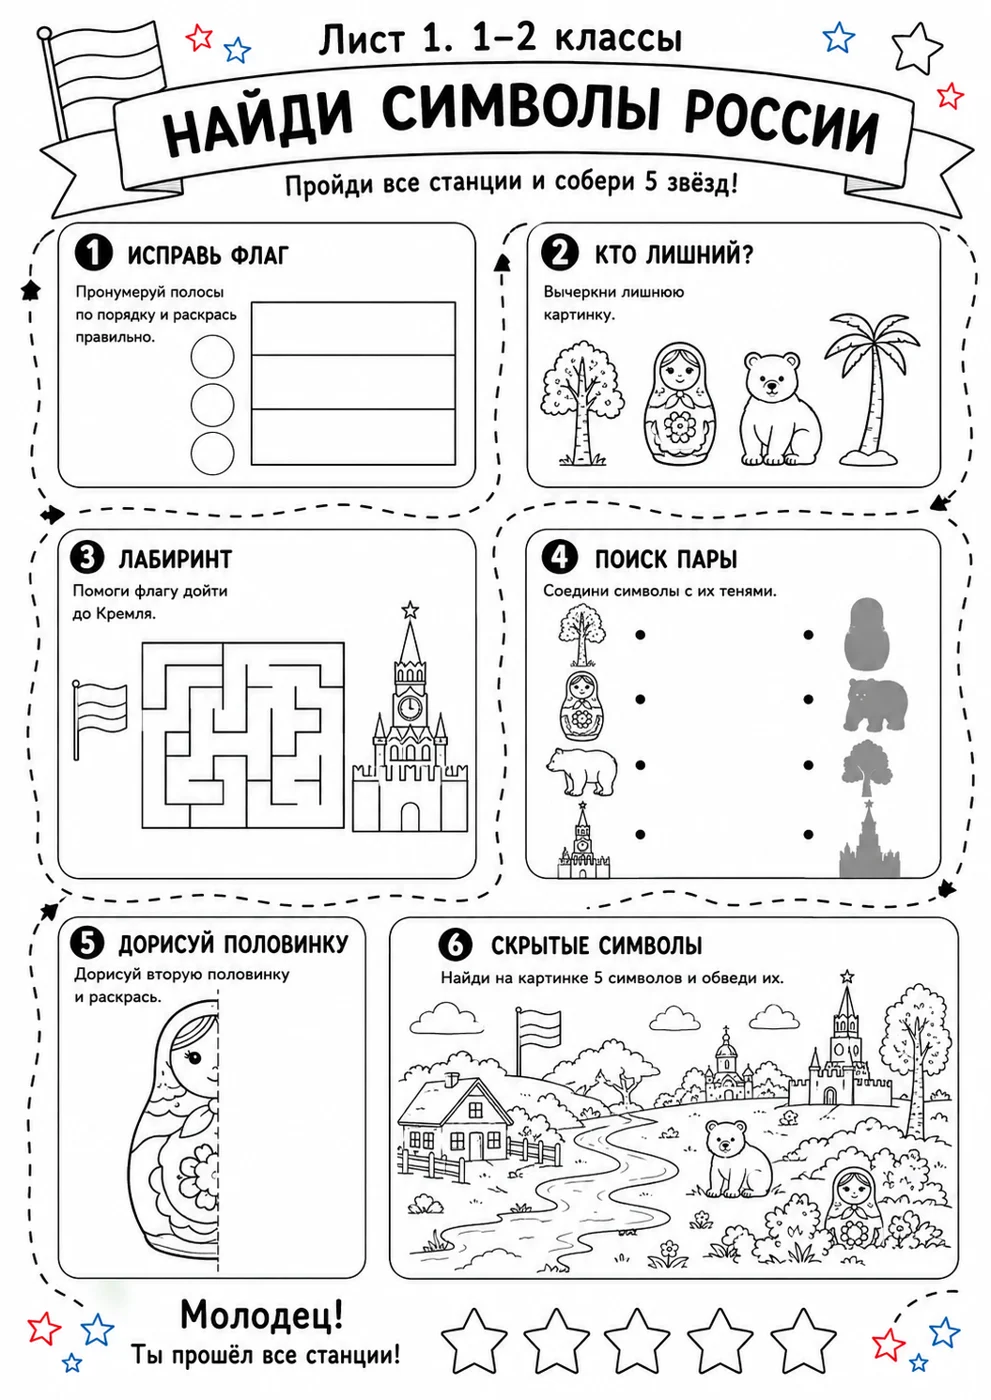 Лист 1. 1–2 классы
НАЙДИ СИМВОЛЫ РОССИИ
Пройди все станции и собери 5 звёзд!
1 ИСПРАВЬ ФЛАГ
Пронумеруй полосы
по порядку и раскрась
правильно.
2 КТО ЛИШНИЙ?
Вычеркни лишнюю
картинку.
3 ЛАБИРИНТ
Помоги флагу дойти
до Кремля.
4 ПОИСК ПАРЫ
Соедини символы с их тенями.
5 ДОРИСУЙ ПОЛОВИНКУ
Дорисуй вторую половинку
и раскрась.
6 СКРЫТЫЕ СИМВОЛЫ
Найди на картинке 5 символов и обведи их.
Молодец!
Ты прошёл все станции!